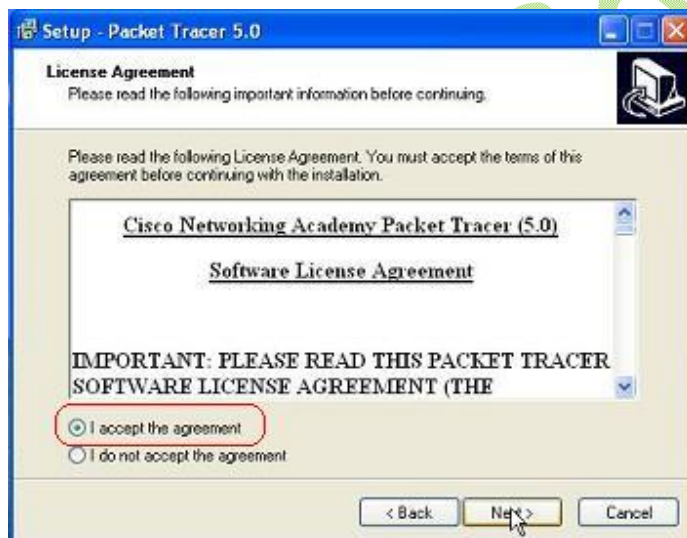 Setup - Packet Tracer 5.0
License Agreement
Please read the following important information before continuing.
Please read the following License Agreement. You must accept the terms of this
agreement before continuing with the installation.
Cisco Networking Academy Packet Tracer (5.0)
Software License Agreement
IMPORTANT: PLEASE READ THIS PACKET TRACER
SOFTWARE LICENSE AGREEMENT (THE
I accept the agreement
I do not accept the agreement
< Back Next > Cancel